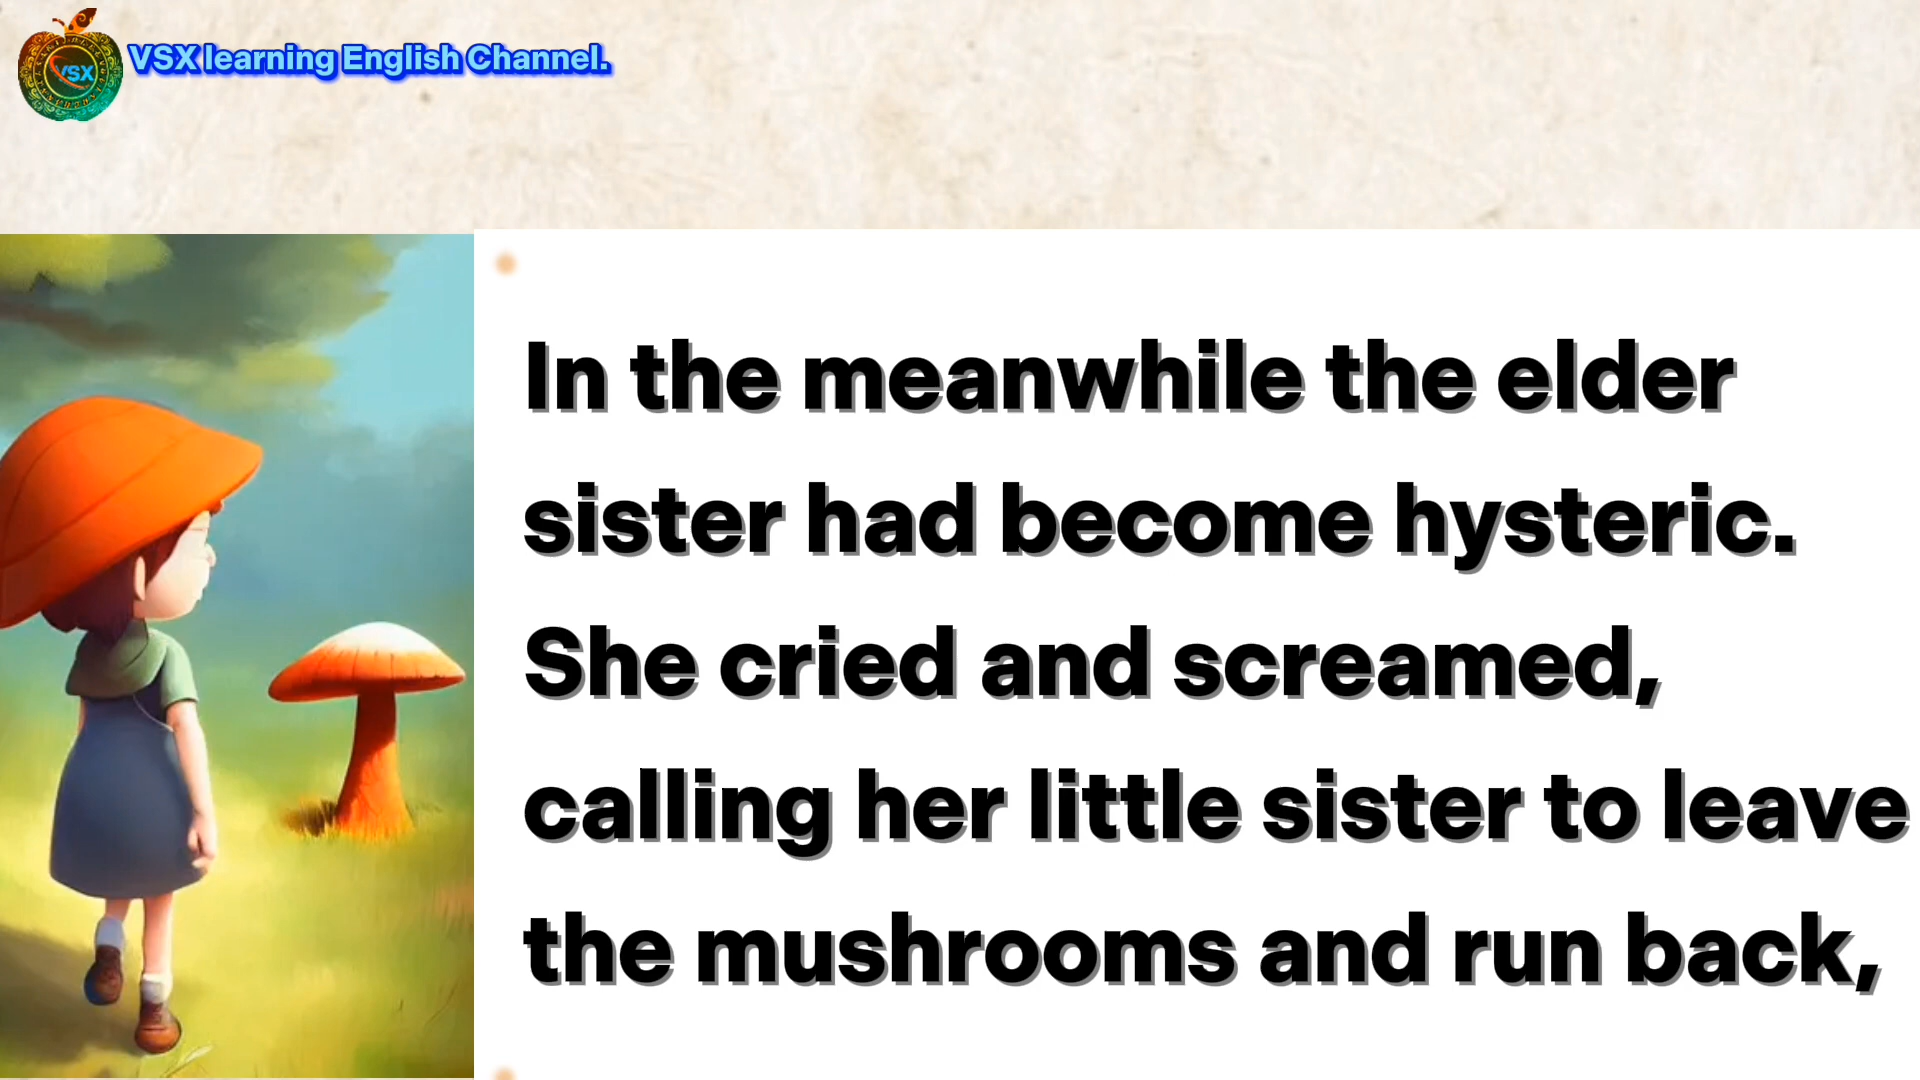 VSX
VSX learning English Channel.
In the meanwhile the elder
sister had become hysteric.
She cried and screamed,
calling her little sister to leave
the mushrooms and run back,